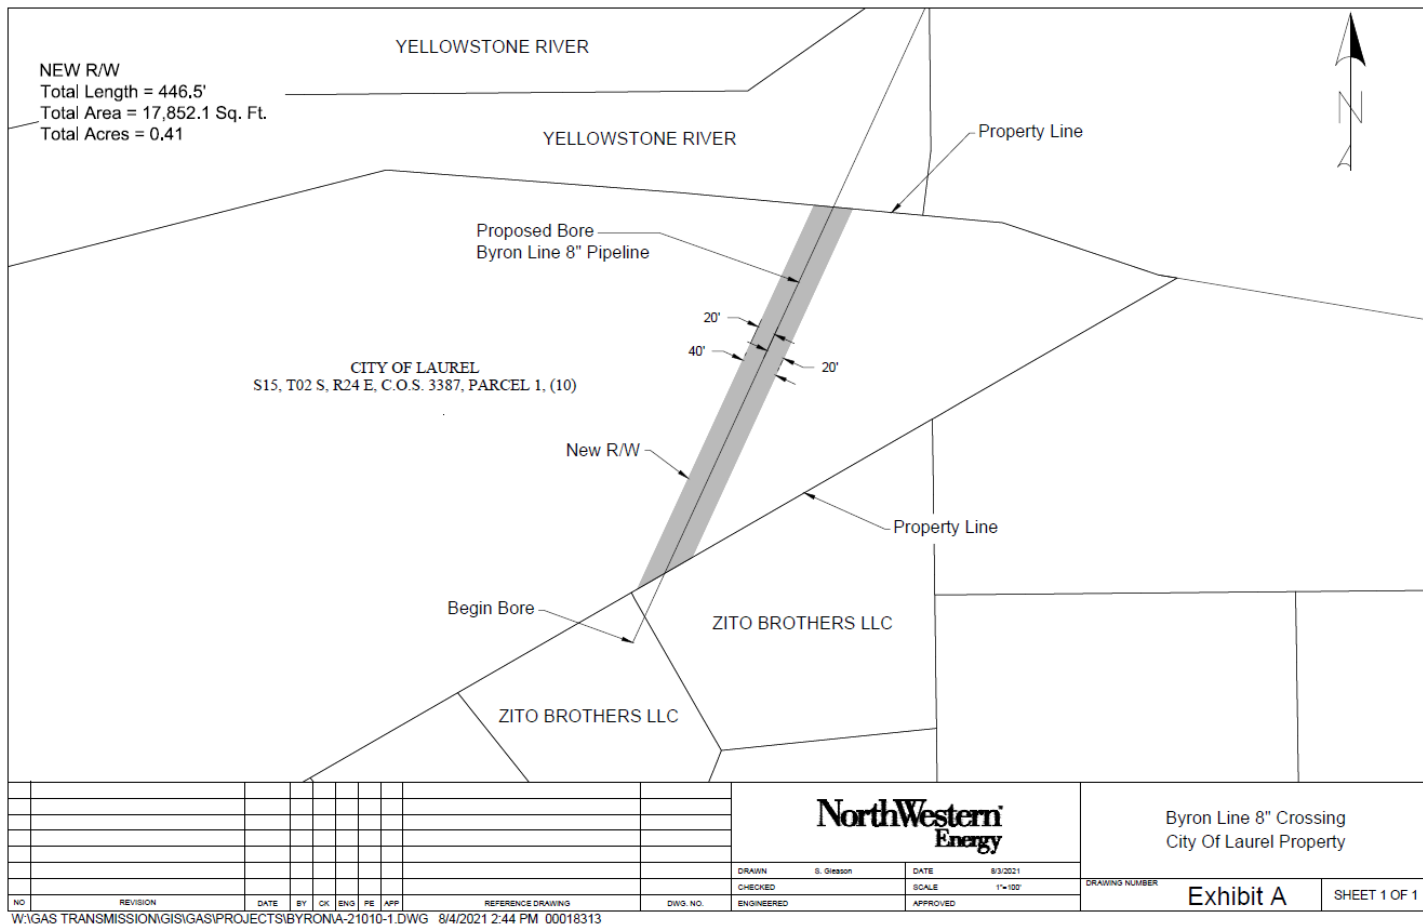 NEW R/W
Total Length = 446.5'
Total Area = 17,852.1 Sq. Ft.
Total Acres = 0.41
YELLOWSTONE RIVER
YELLOWSTONE RIVER
Property Line
N
Proposed Bore
Byron Line 8" Pipeline
20'
40'
20'
CITY OF LAUREL
S15, T02 S, R24 E, C.O.S. 3387, PARCEL 1, (10)
New R/W
Property Line
Begin Bore
ZITO BROTHERS LLC
ZITO BROTHERS LLC
NorthWestern
Energy
Byron Line 8" Crossing
City Of Laurel Property
DRAWN S. Gleason DATE 8/3/2021
CHECKED SCALE 1"=100'
ENGINEERED APPROVED
DRAWING NUMBER
Exhibit A
SHEET 1 OF 1
NO REVISION DATE BY CK ENG PE APP REFERENCE DRAWING DWG. NO.
W:\GAS TRANSMISSION\GIS\GAS\PROJECTS\BYRON\A-21010-1.DWG 8/4/2021 2:44 PM 00018313